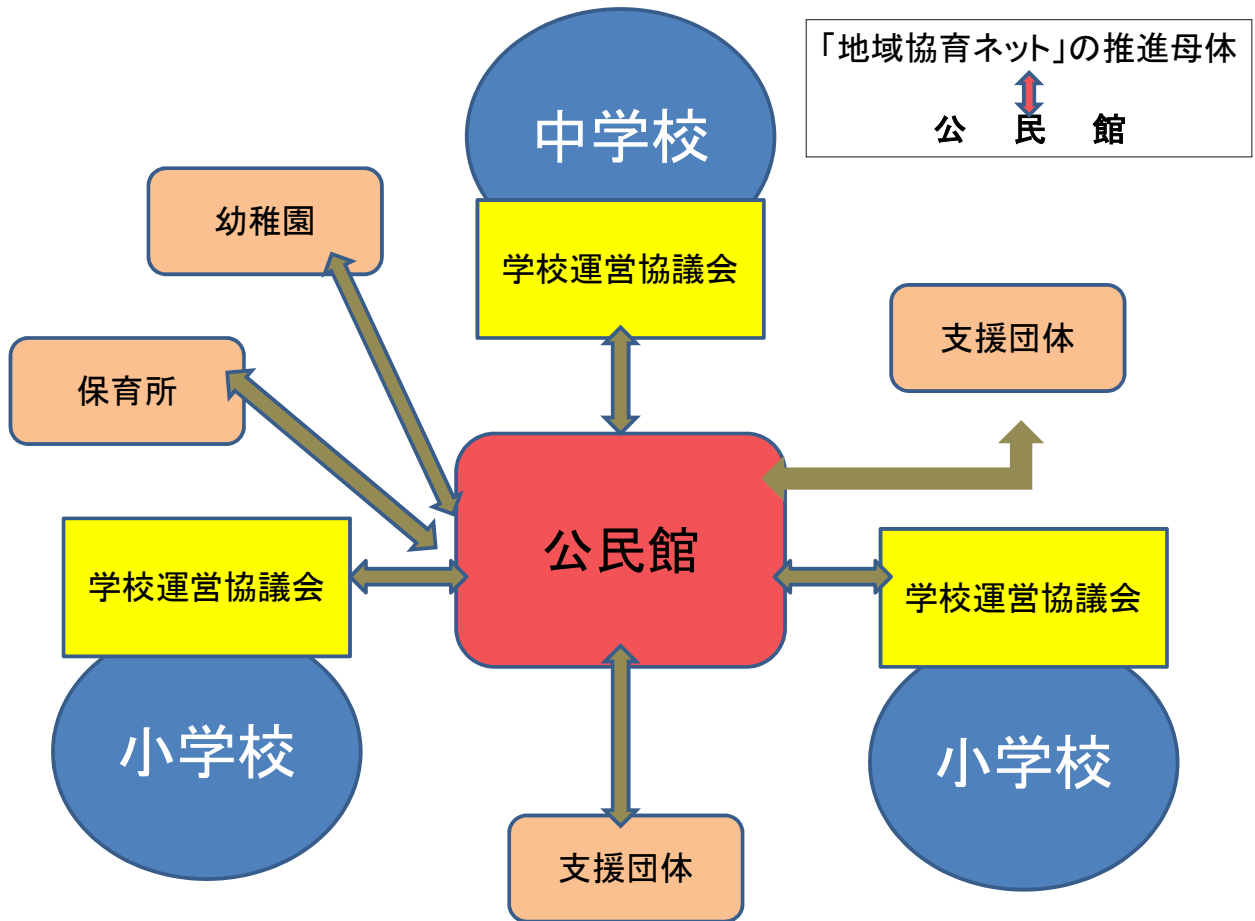 「地域協育ネット」の推進母体
公　民　館
中学校
学校運営協議会
幼稚園
支援団体
保育所
公民館
学校運営協議会
学校運営協議会
小学校
小学校
支援団体